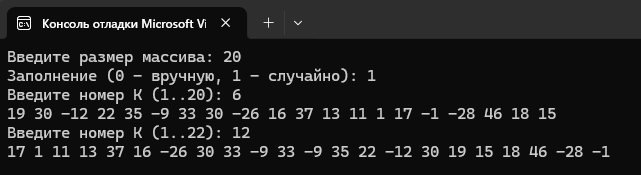 Консоль отладки Microsoft Vi
Введите размер массива: 20
Заполнение (0 – вручную, 1 – случайно): 1
Введите номер K (1..20): 6
19 30 -12 22 35 -9 33 30 -26 16 37 13 11 1 17 -1 -28 46 18 15
Введите номер K (1..22): 12
17 1 11 13 37 16 -26 30 33 -9 33 -9 35 22 -12 30 19 15 18 46 -28 -1